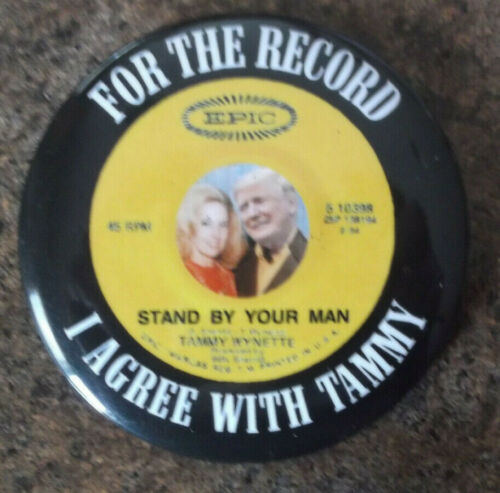 FOR THE RECORD
EPIC
45 RPM
5 10398
STAND BY YOUR MAN
TAMMY WYNETTE
I AGREE WITH TAMMY